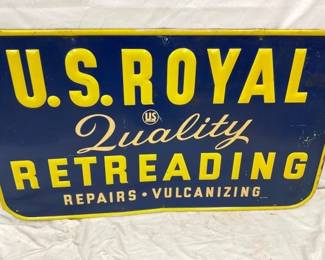 U.S. ROYAL
US
Quality
RETREADING
REPAIRS • VULCANIZING